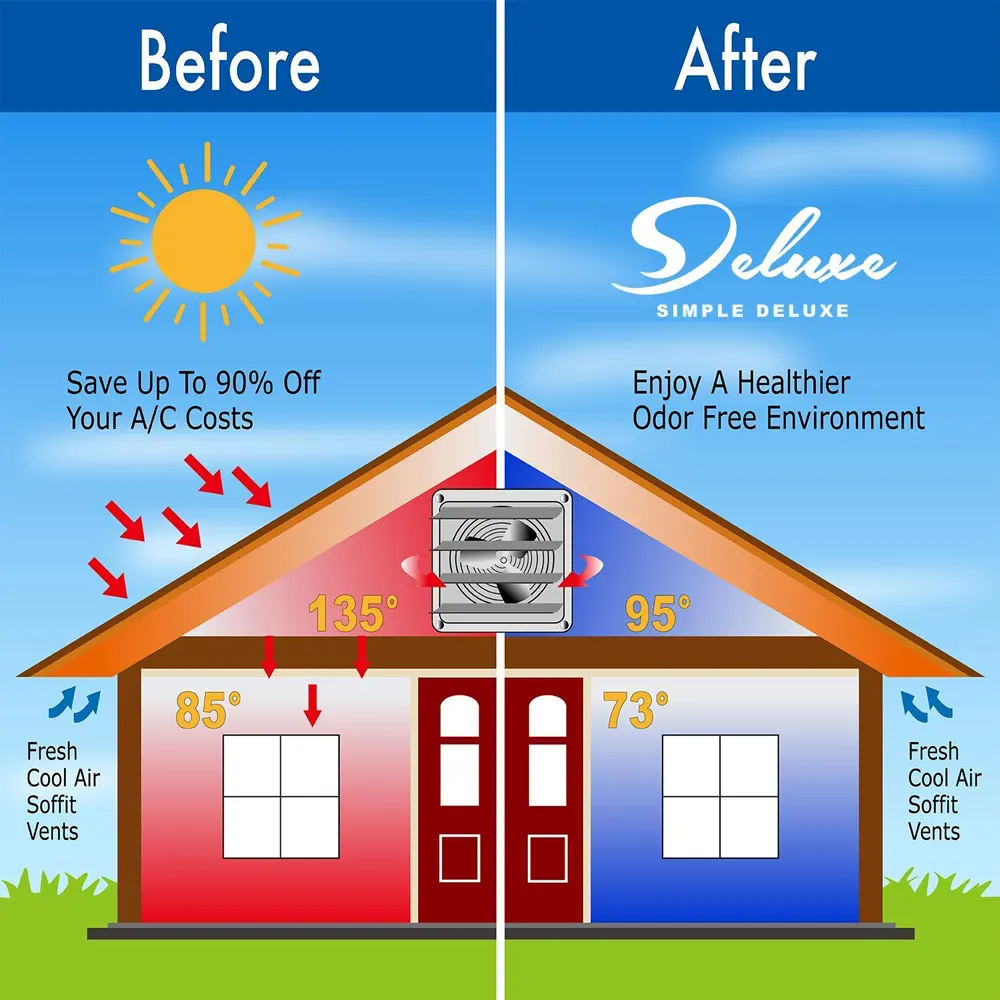 Before
After
Deluxe
SIMPLE DELUXE
Save Up To 90% Off
Your A/C Costs
Enjoy A Healthier
Odor Free Environment
135°
95°
85°
73°
Fresh
Cool Air
Soffit
Vents
Fresh
Cool Air
Soffit
Vents